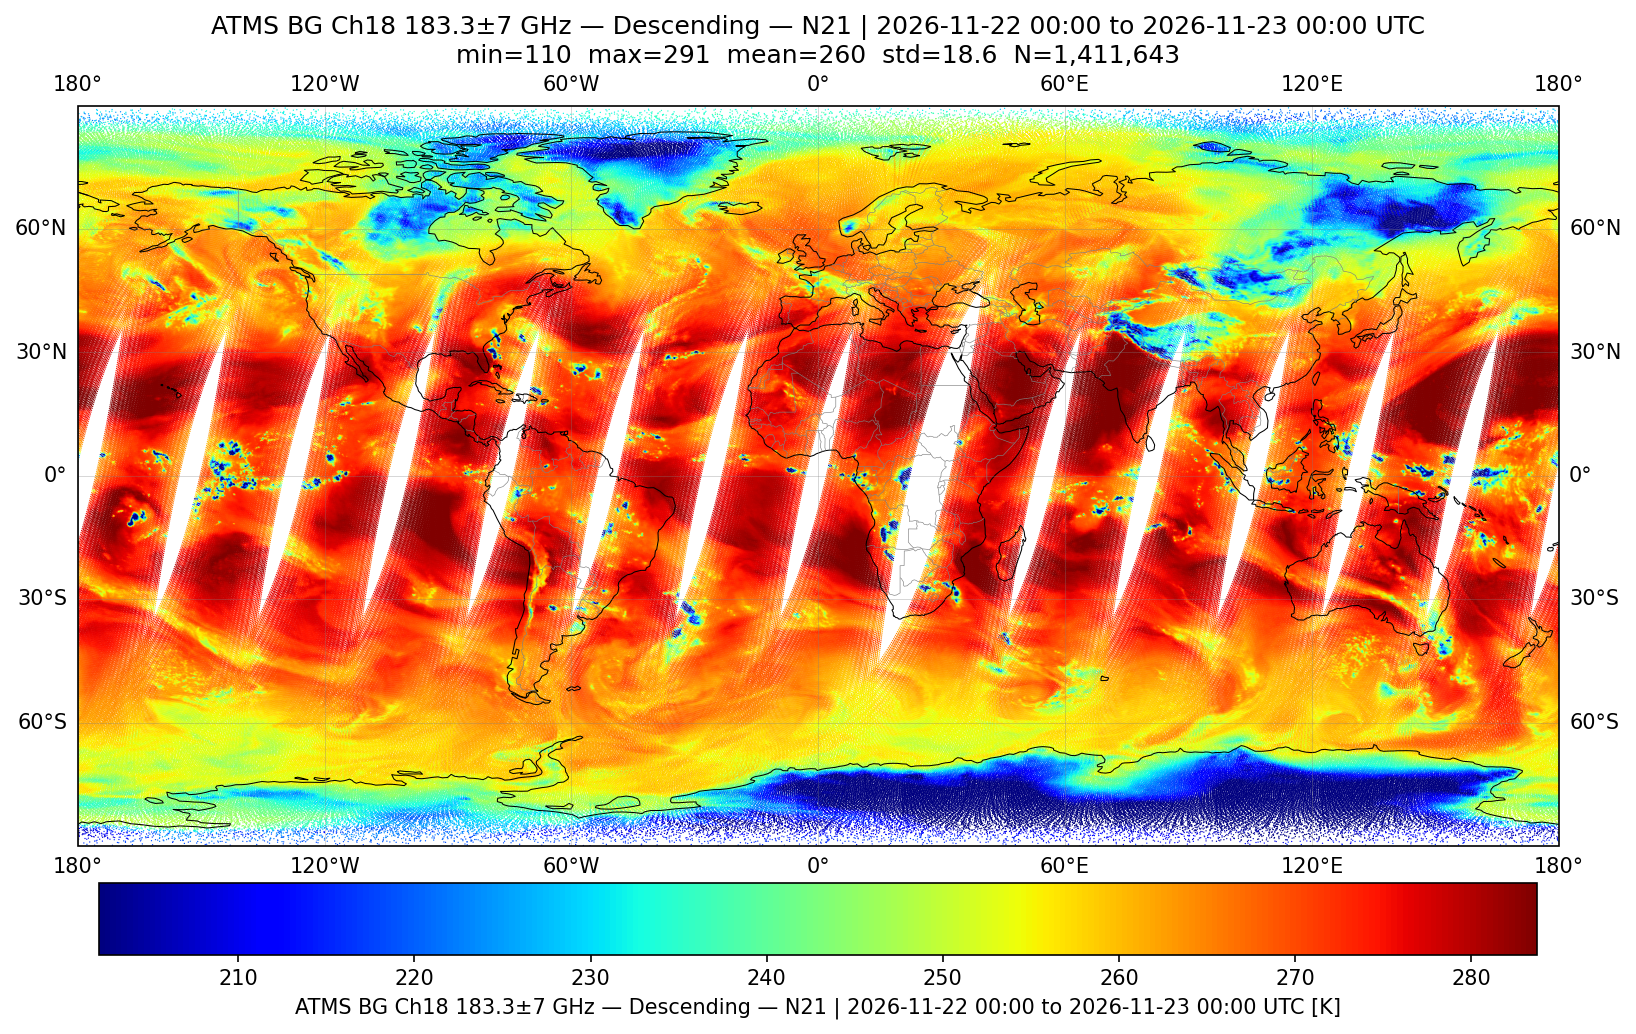 ATMS BG Ch18 183.3±7 GHz — Descending — N21 | 2026-11-22 00:00 to 2026-11-23 00:00 UTC
min=110 max=291 mean=260 std=18.6 N=1,411,643
180° 120°W 60°W 0° 60°E 120°E 180°
60°N 60°N
30°N 30°N
0° 0°
30°S 30°S
60°S 60°S
180° 120°W 60°W 0° 60°E 120°E 180°
210 220 230 240 250 260 270 280
ATMS BG Ch18 183.3±7 GHz — Descending — N21 | 2026-11-22 00:00 to 2026-11-23 00:00 UTC [K]